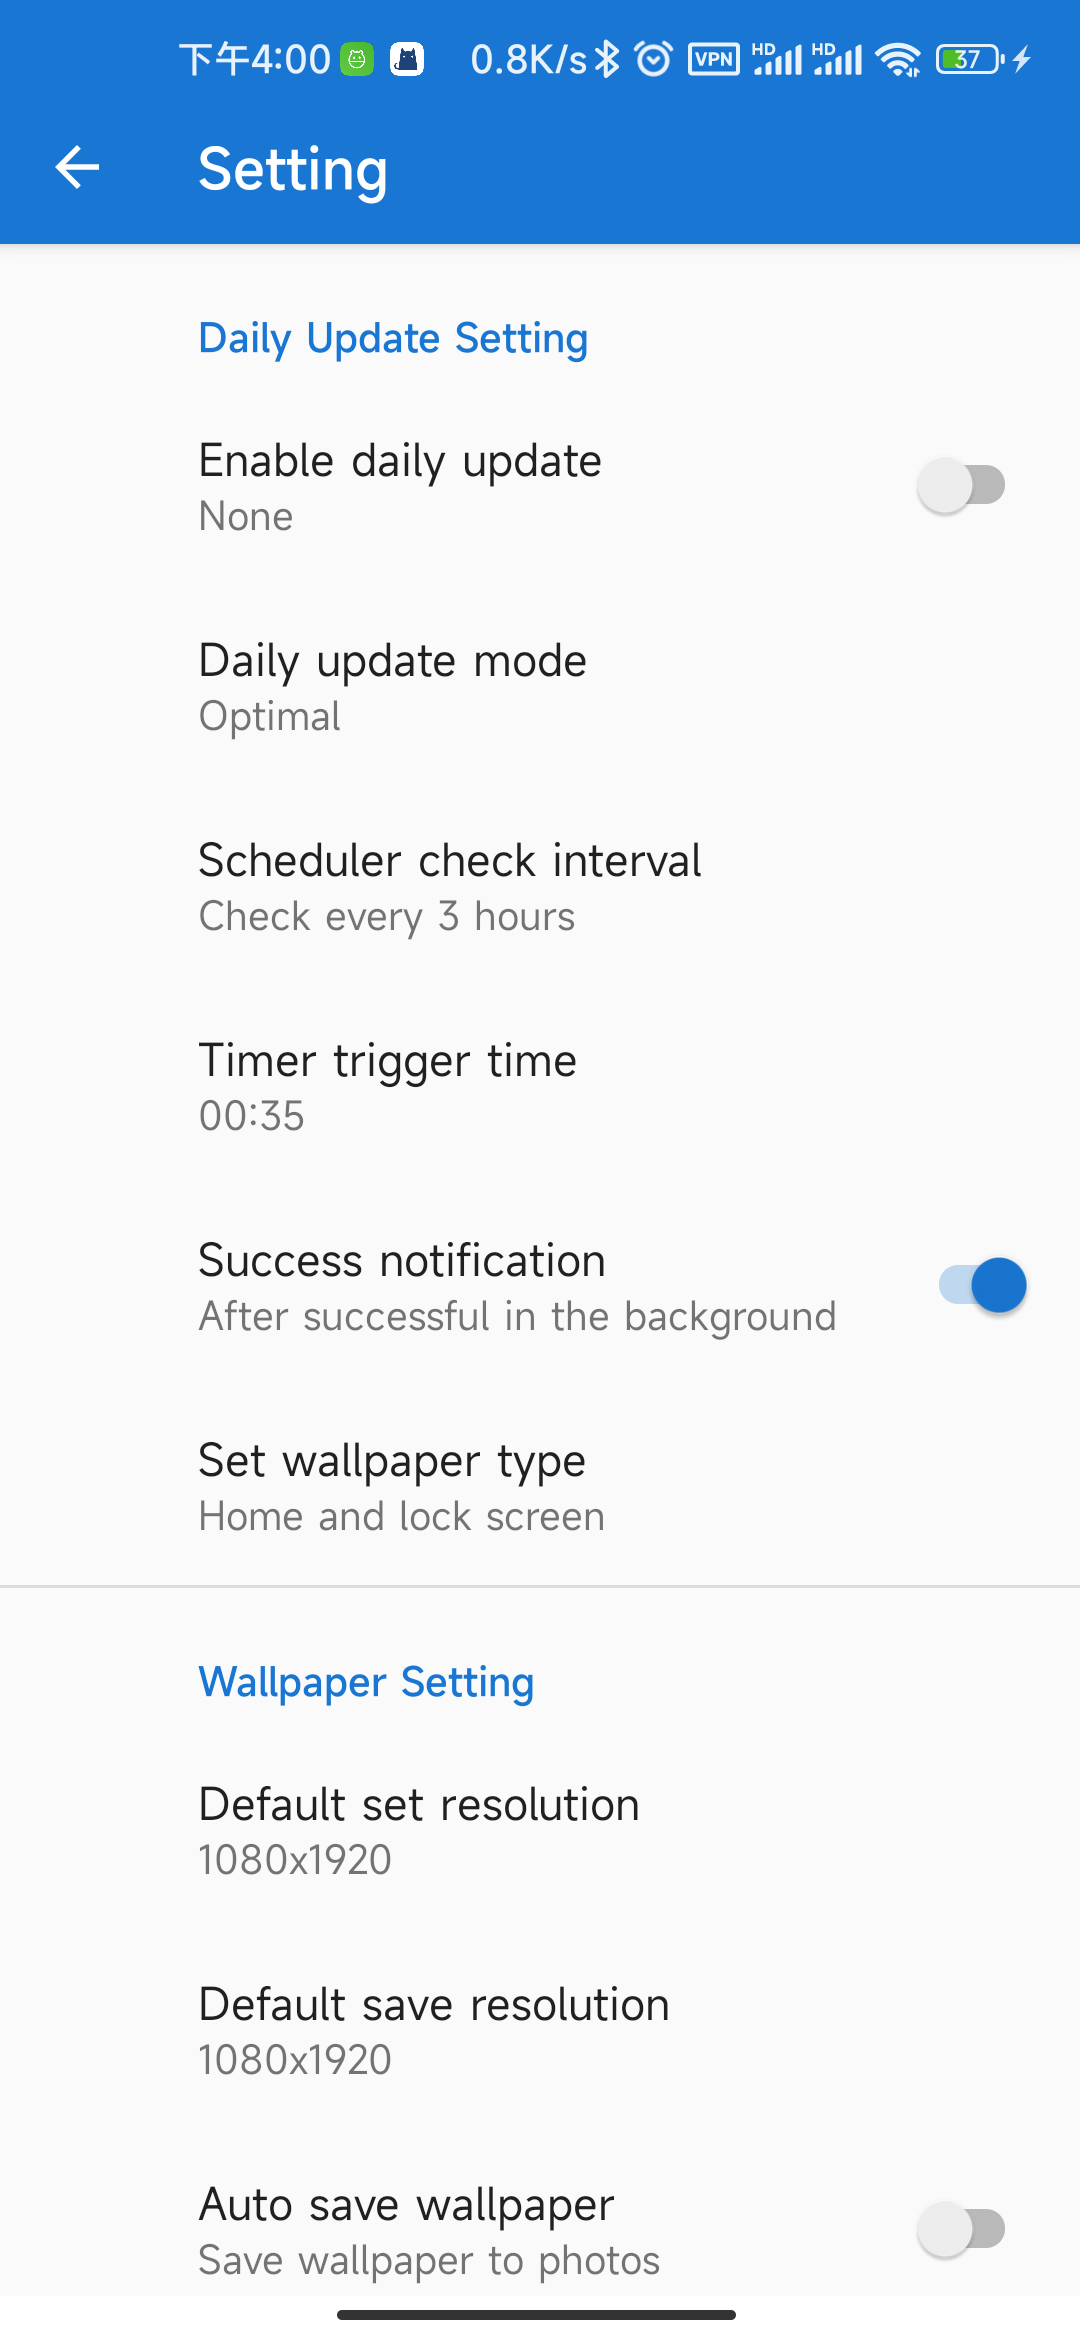 下午4:00 0.8K/s VPN HD HD 37
Setting
Daily Update Setting
Enable daily update
None
Daily update mode
Optimal
Scheduler check interval
Check every 3 hours
Timer trigger time
00:35
Success notification
After successful in the background
Set wallpaper type
Home and lock screen
Wallpaper Setting
Default set resolution
1080x1920
Default save resolution
1080x1920
Auto save wallpaper
Save wallpaper to photos